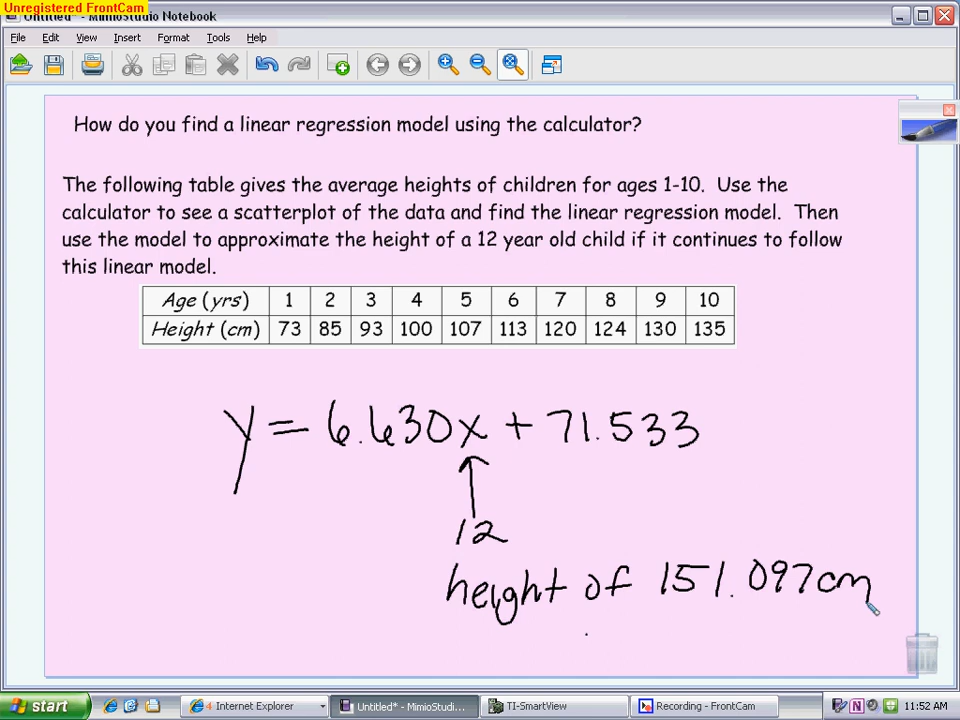 Unregistered FrontCam
Untitled* - MimioStudio Notebook
File Edit View Insert Format Tools Help
How do you find a linear regression model using the calculator?
The following table gives the average heights of children for ages 1-10. Use the
calculator to see a scatterplot of the data and find the linear regression model. Then
use the model to approximate the height of a 12 year old child if it continues to follow
this linear model.
Age (yrs) 1 2 3 4 5 6 7 8 9 10
Height (cm) 73 85 93 100 107 113 120 124 130 135
y = 6.630x + 71.533
12
height of 151.097cm
start 4 Internet Explorer Untitled* - MimioStudi... TI-SmartView Recording - FrontCam 11:52 AM